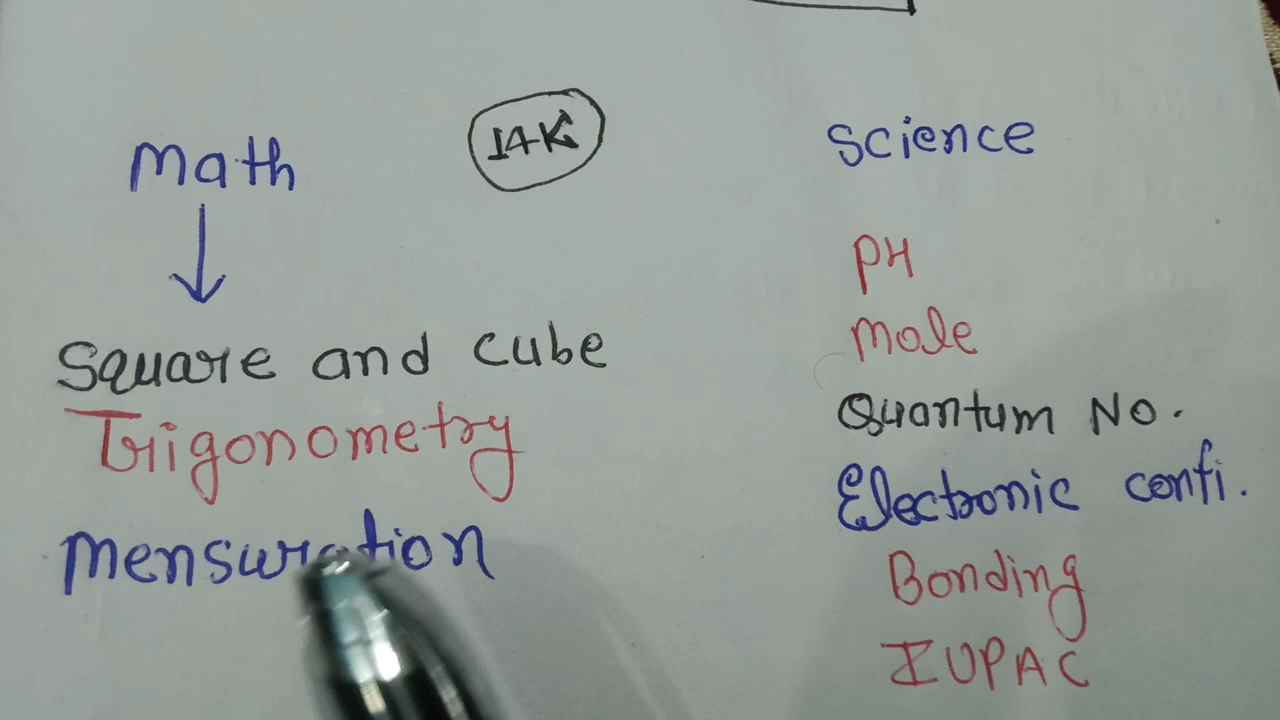 Math
14K
Science
↓
PH
Mole
Square and cube
Quantum No.
Trigonometry
Electronic confi.
Mensuration
Bonding
IUPAC